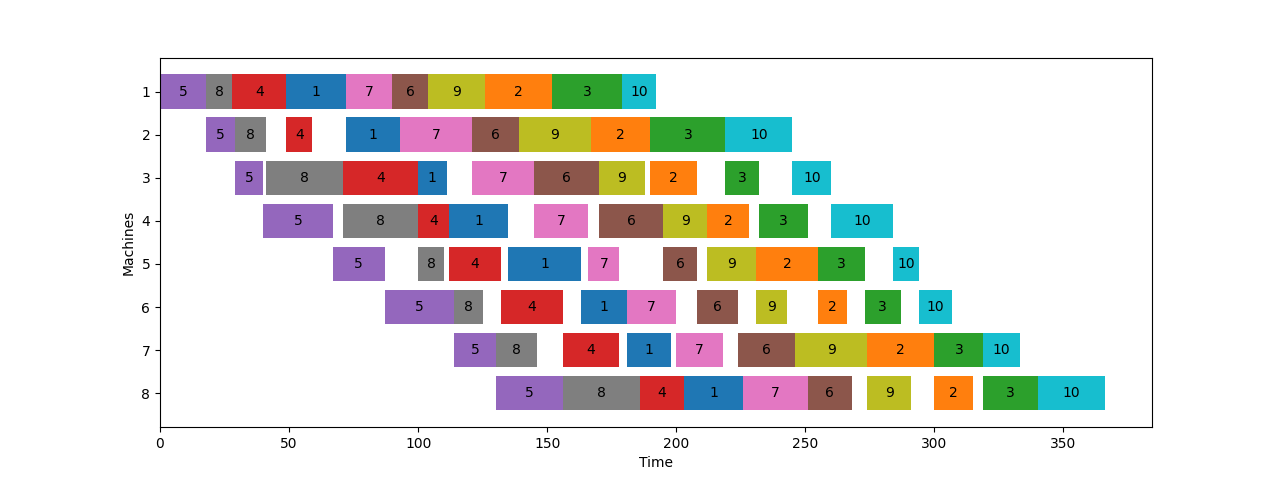 1 5 8 4 1 7 6 9 2 3 10
2 5 8 4 1 7 6 9 2 3 10
3 5 8 4 1 7 6 9 2 3 10
4 5 8 4 1 7 6 9 2 3 10
5 5 8 4 1 7 6 9 2 3 10
6 5 8 4 1 7 6 9 2 3 10
7 5 8 4 1 7 6 9 2 3 10
8 5 8 4 1 7 6 9 2 3 10
Machines
0 50 100 150 200 250 300 350
Time